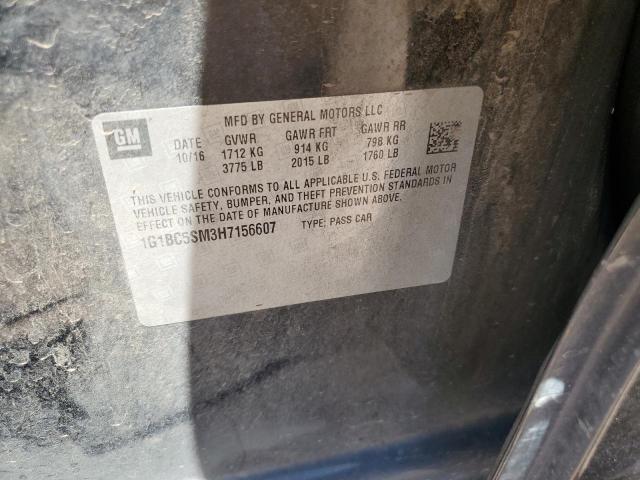 MFD BY GENERAL MOTORS LLC
GM
DATE GVWR GAWR FRT GAWR RR
10/16 1712 KG 914 KG 798 KG
3775 LB 2015 LB 1760 LB
THIS VEHICLE CONFORMS TO ALL APPLICABLE U.S. FEDERAL MOTOR
VEHICLE SAFETY, BUMPER, AND THEFT PREVENTION STANDARDS IN
EFFECT ON THE DATE OF MANUFACTURE SHOWN ABOVE.
1G1BC5SM3H7156607 TYPE: PASS CAR